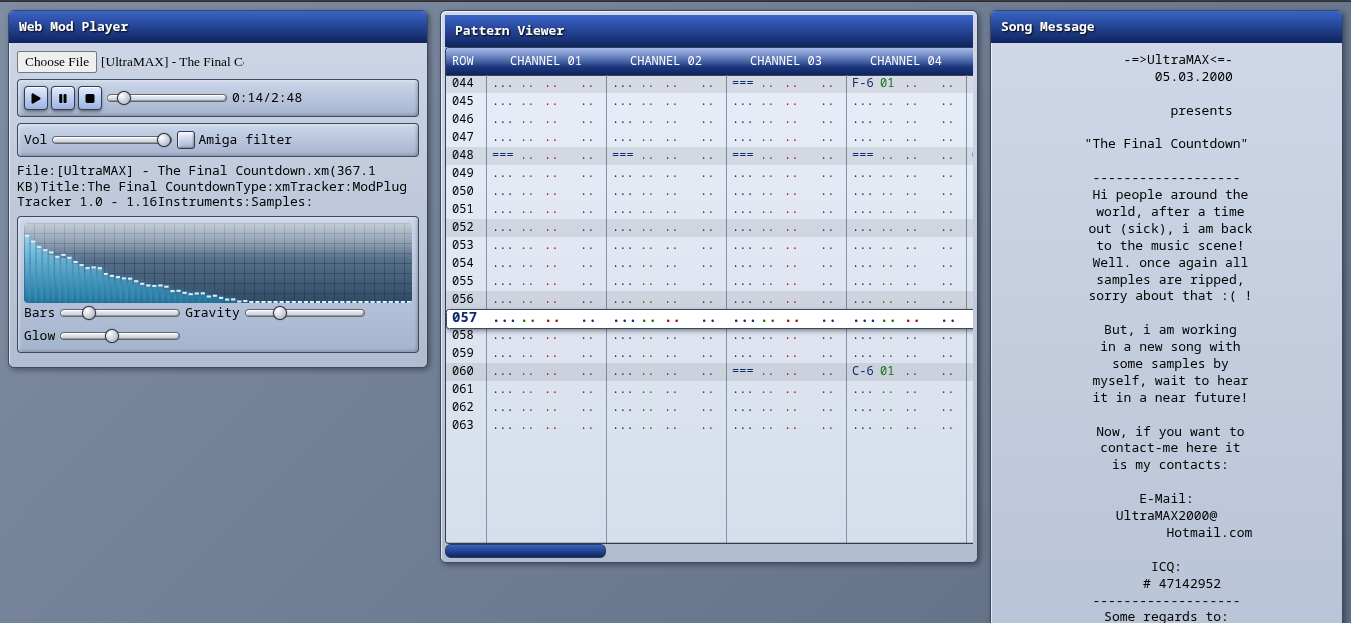 Web Mod Player
Choose File [UltraMAX] - The Final C
0:14/2:48
Vol Amiga filter
File:[UltraMAX] - The Final Countdown.xm(367.1
KB)Title:The Final CountdownType:xmTracker:ModPlug
Tracker 1.0 - 1.16Instruments:Samples:
Bars Gravity
Glow
Pattern Viewer
ROW CHANNEL 01 CHANNEL 02 CHANNEL 03 CHANNEL 04
044 ... .. .. .. ... .. .. .. === .. .. .. F-6 01 .. ..
045 ... .. .. .. ... .. .. .. ... .. .. .. ... .. .. ..
046 ... .. .. .. ... .. .. .. ... .. .. .. ... .. .. ..
047 ... .. .. .. ... .. .. .. ... .. .. .. ... .. .. ..
048 === .. .. .. === .. .. .. === .. .. .. === .. .. ..
049 ... .. .. .. ... .. .. .. ... .. .. .. ... .. .. ..
050 ... .. .. .. ... .. .. .. ... .. .. .. ... .. .. ..
051 ... .. .. .. ... .. .. .. ... .. .. .. ... .. .. ..
052 ... .. .. .. ... .. .. .. ... .. .. .. ... .. .. ..
053 ... .. .. .. ... .. .. .. ... .. .. .. ... .. .. ..
054 ... .. .. .. ... .. .. .. ... .. .. .. ... .. .. ..
055 ... .. .. .. ... .. .. .. ... .. .. .. ... .. .. ..
056 ... .. .. .. ... .. .. .. ... .. .. .. ... .. .. ..
057 ... .. .. .. ... .. .. .. ... .. .. .. ... .. .. ..
058 ... .. .. .. ... .. .. .. ... .. .. .. ... .. .. ..
059 ... .. .. .. ... .. .. .. ... .. .. .. ... .. .. ..
060 ... .. .. .. ... .. .. .. === .. .. .. C-6 01 .. ..
061 ... .. .. .. ... .. .. .. ... .. .. .. ... .. .. ..
062 ... .. .. .. ... .. .. .. ... .. .. .. ... .. .. ..
063 ... .. .. .. ... .. .. .. ... .. .. .. ... .. .. ..
Song Message
-=>UltraMAX<=-
05.03.2000
presents
"The Final Countdown"
-------------------
Hi people around the
world, after a time
out (sick), i am back
to the music scene!
Well. once again all
samples are ripped,
sorry about that :( !
But, i am working
in a new song with
some samples by
myself, wait to hear
it in a near future!
Now, if you want to
contact-me here it
is my contacts:
E-Mail:
UltraMAX2000@
Hotmail.com
ICQ:
# 47142952
-------------------
Some regards to: